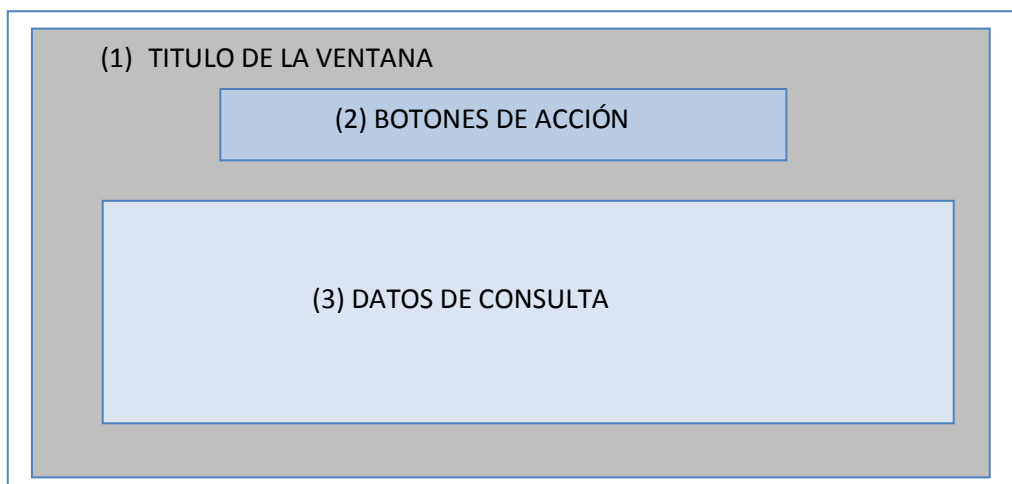 (1) TITULO DE LA VENTANA
(2) BOTONES DE ACCIÓN
(3) DATOS DE CONSULTA